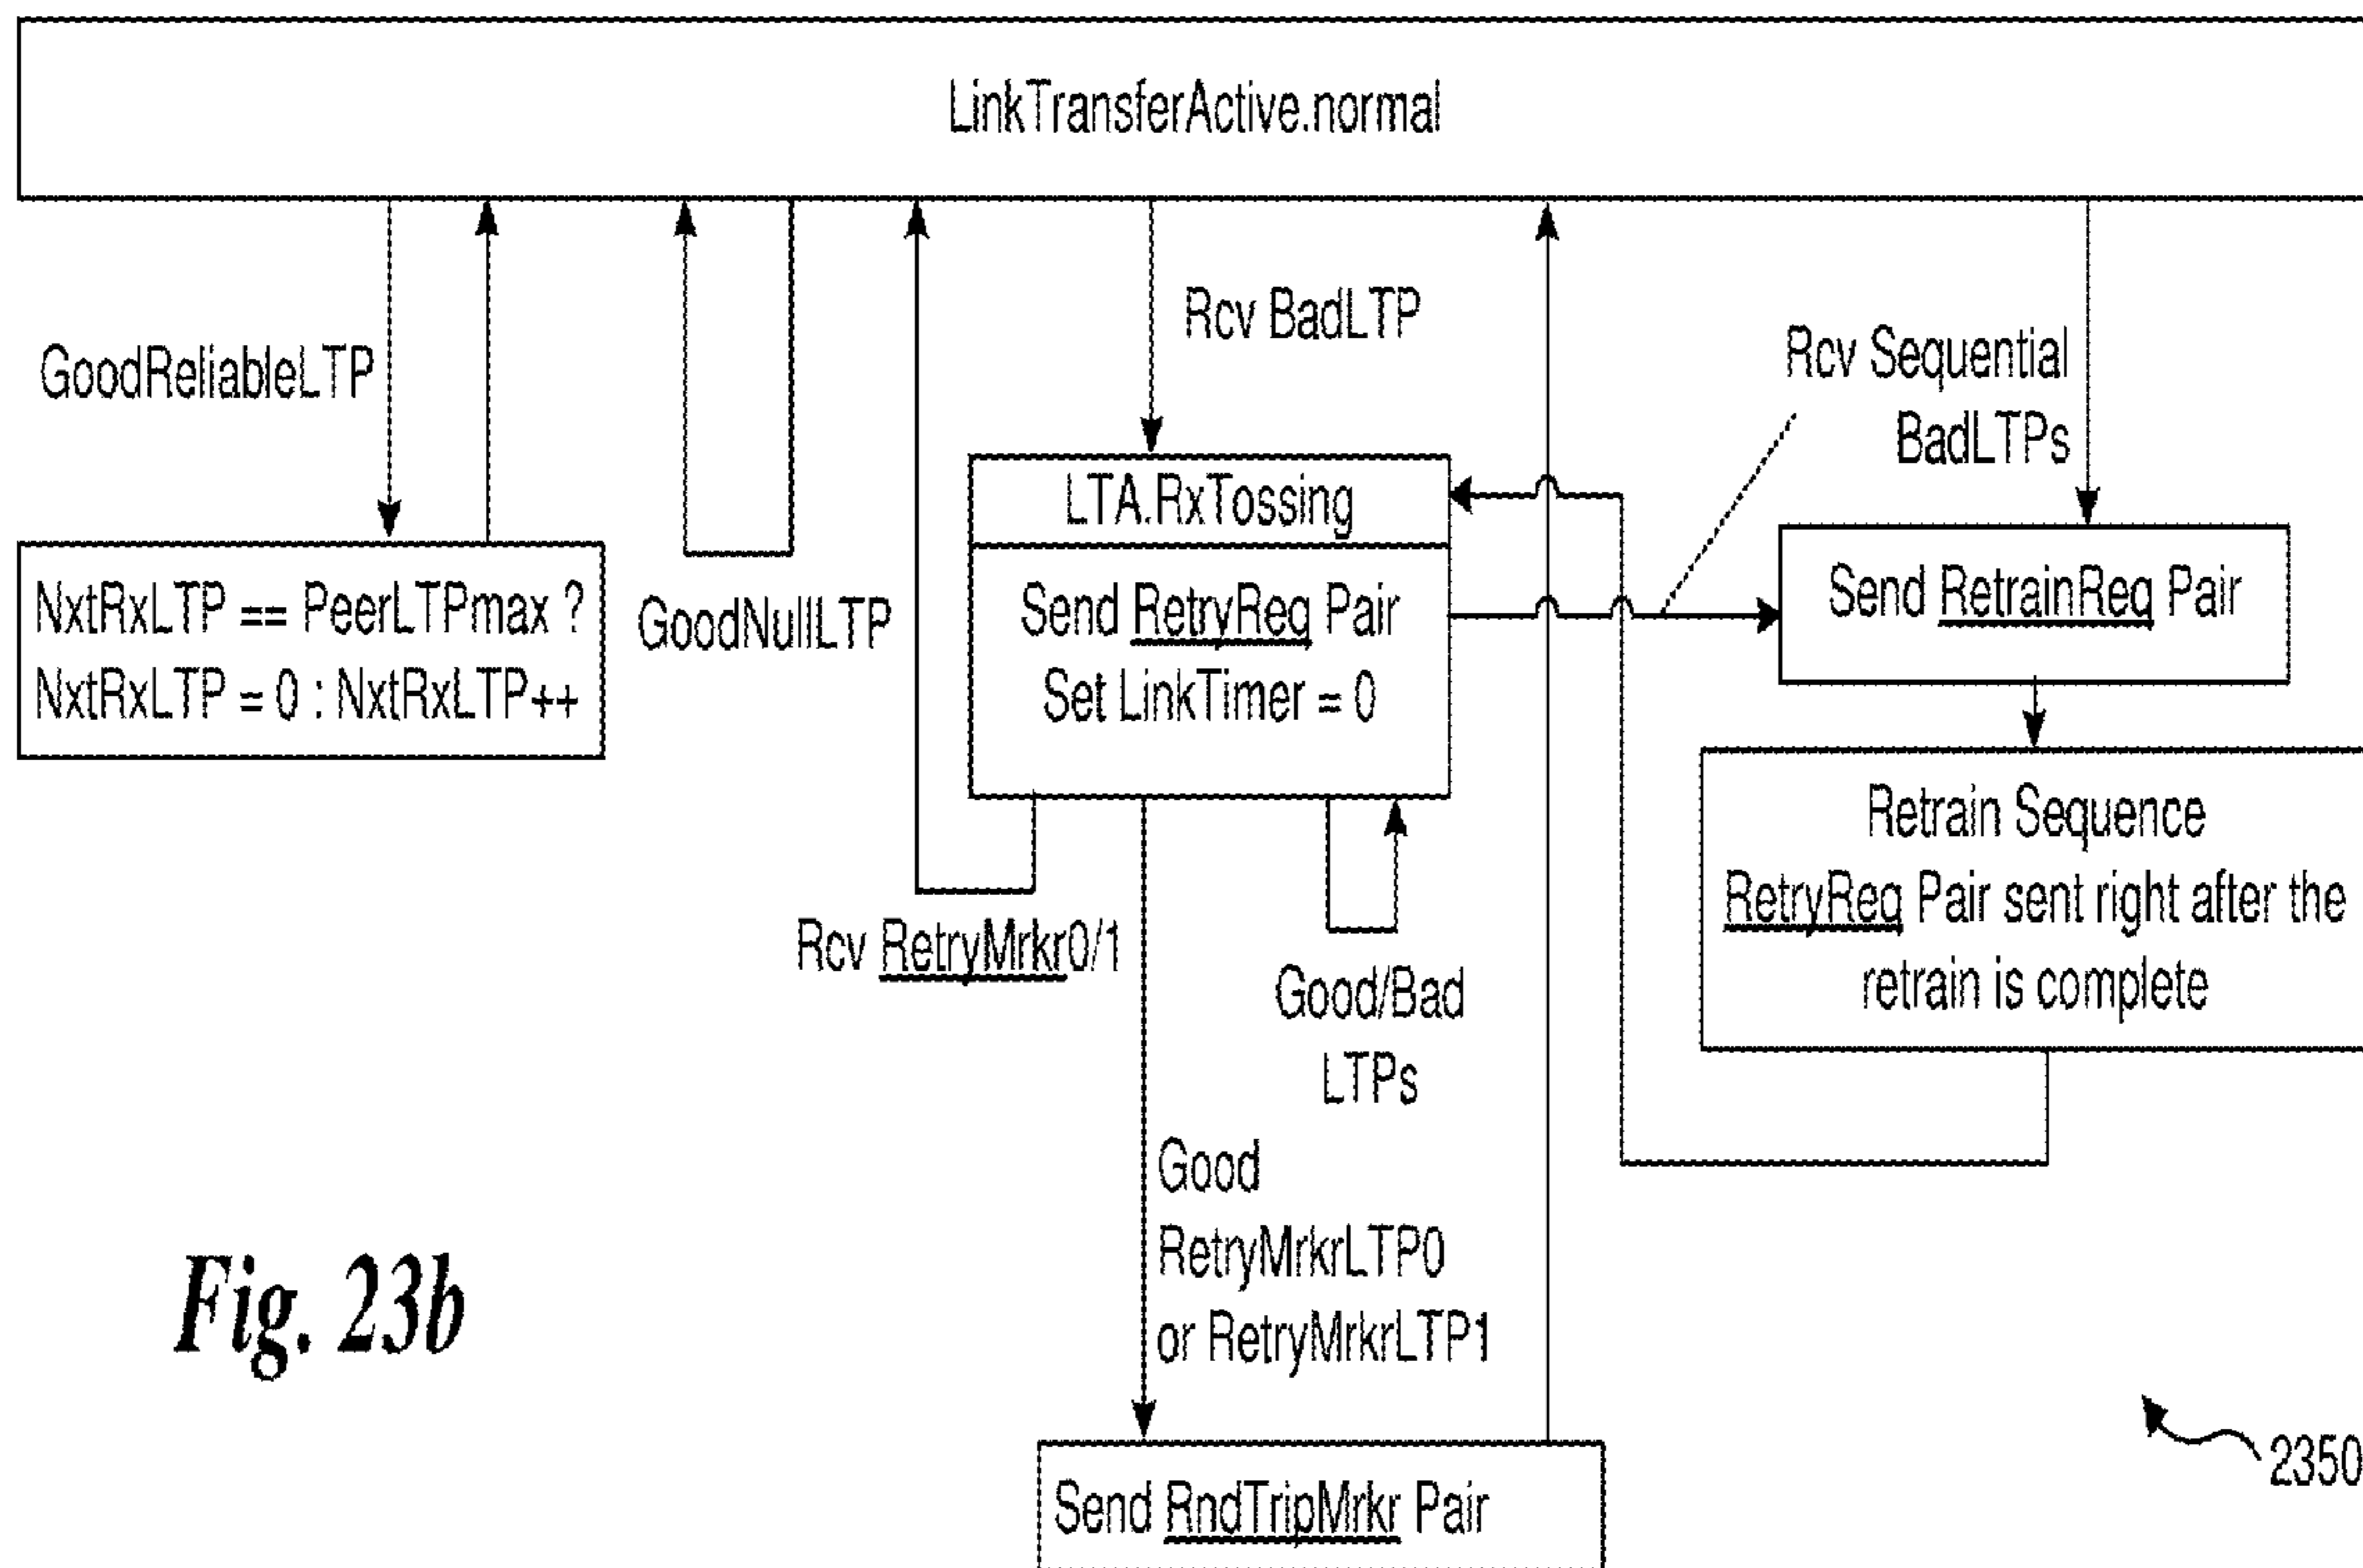 LinkTransferActive.normal
GoodReliableLTP
NxtRxLTP == PeerLTPmax ?
NxtRxLTP = 0 : NxtRxLTP++
GoodNullLTP
Rcv BadLTP
LTA.RxTossing
Send RetryReq Pair
Set LinkTimer = 0
Rcv Sequential
BadLTPs
Send RetrainReq Pair
Retrain Sequence
RetryReq Pair sent right after the
retrain is complete
Rcv RetryMrkr0/1
Good/Bad
LTPs
Good
RetryMrkrLTP0
or RetryMrkrLTP1
Send RndTripMrkr Pair
Fig. 23b
2350